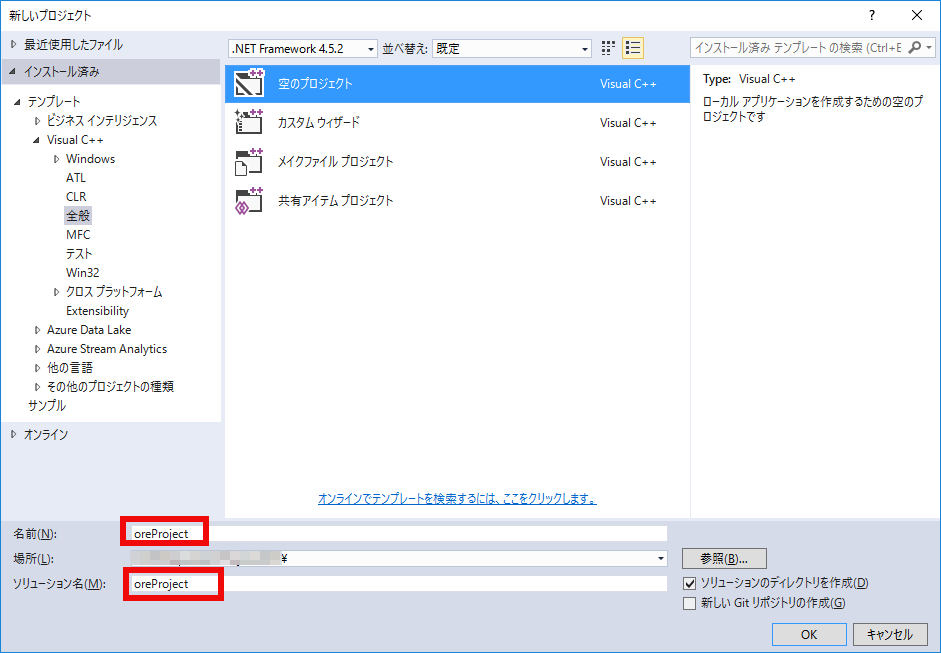 新しいプロジェクト
?
最近使用したファイル
インストール済み
テンプレート
ビジネス インテリジェンス
Visual C++
Windows
ATL
CLR
全般
MFC
テスト
Win32
クロス プラットフォーム
Extensibility
Azure Data Lake
Azure Stream Analytics
他の言語
その他のプロジェクトの種類
サンプル
オンライン
.NET Framework 4.5.2
並べ替え: 既定
空のプロジェクト Visual C++
カスタム ウィザード Visual C++
メイクファイル プロジェクト Visual C++
共有アイテム プロジェクト Visual C++
オンラインでテンプレートを検索するには、ここをクリックします。
インストール済み テンプレート の検索 (Ctrl+E
Type: Visual C++
ローカル アプリケーションを作成するための空のプ
ロジェクトです
名前(N): oreProject
場所(L): ¥
参照(B)...
ソリューション名(M): oreProject
ソリューションのディレクトリを作成(D)
新しい Git リポジトリの作成(G)
OK
キャンセル